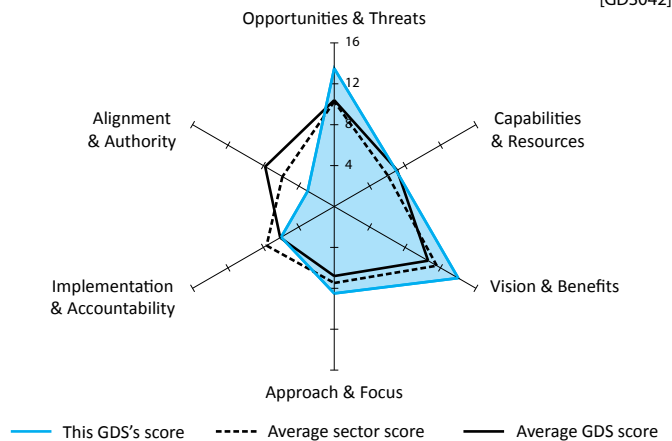 [GDS042]
Opportunities & Threats
16
12
8
4
Alignment
& Authority
Capabilities
& Resources
Implementation
& Accountability
Vision & Benefits
Approach & Focus
This GDS's score
Average sector score
Average GDS score